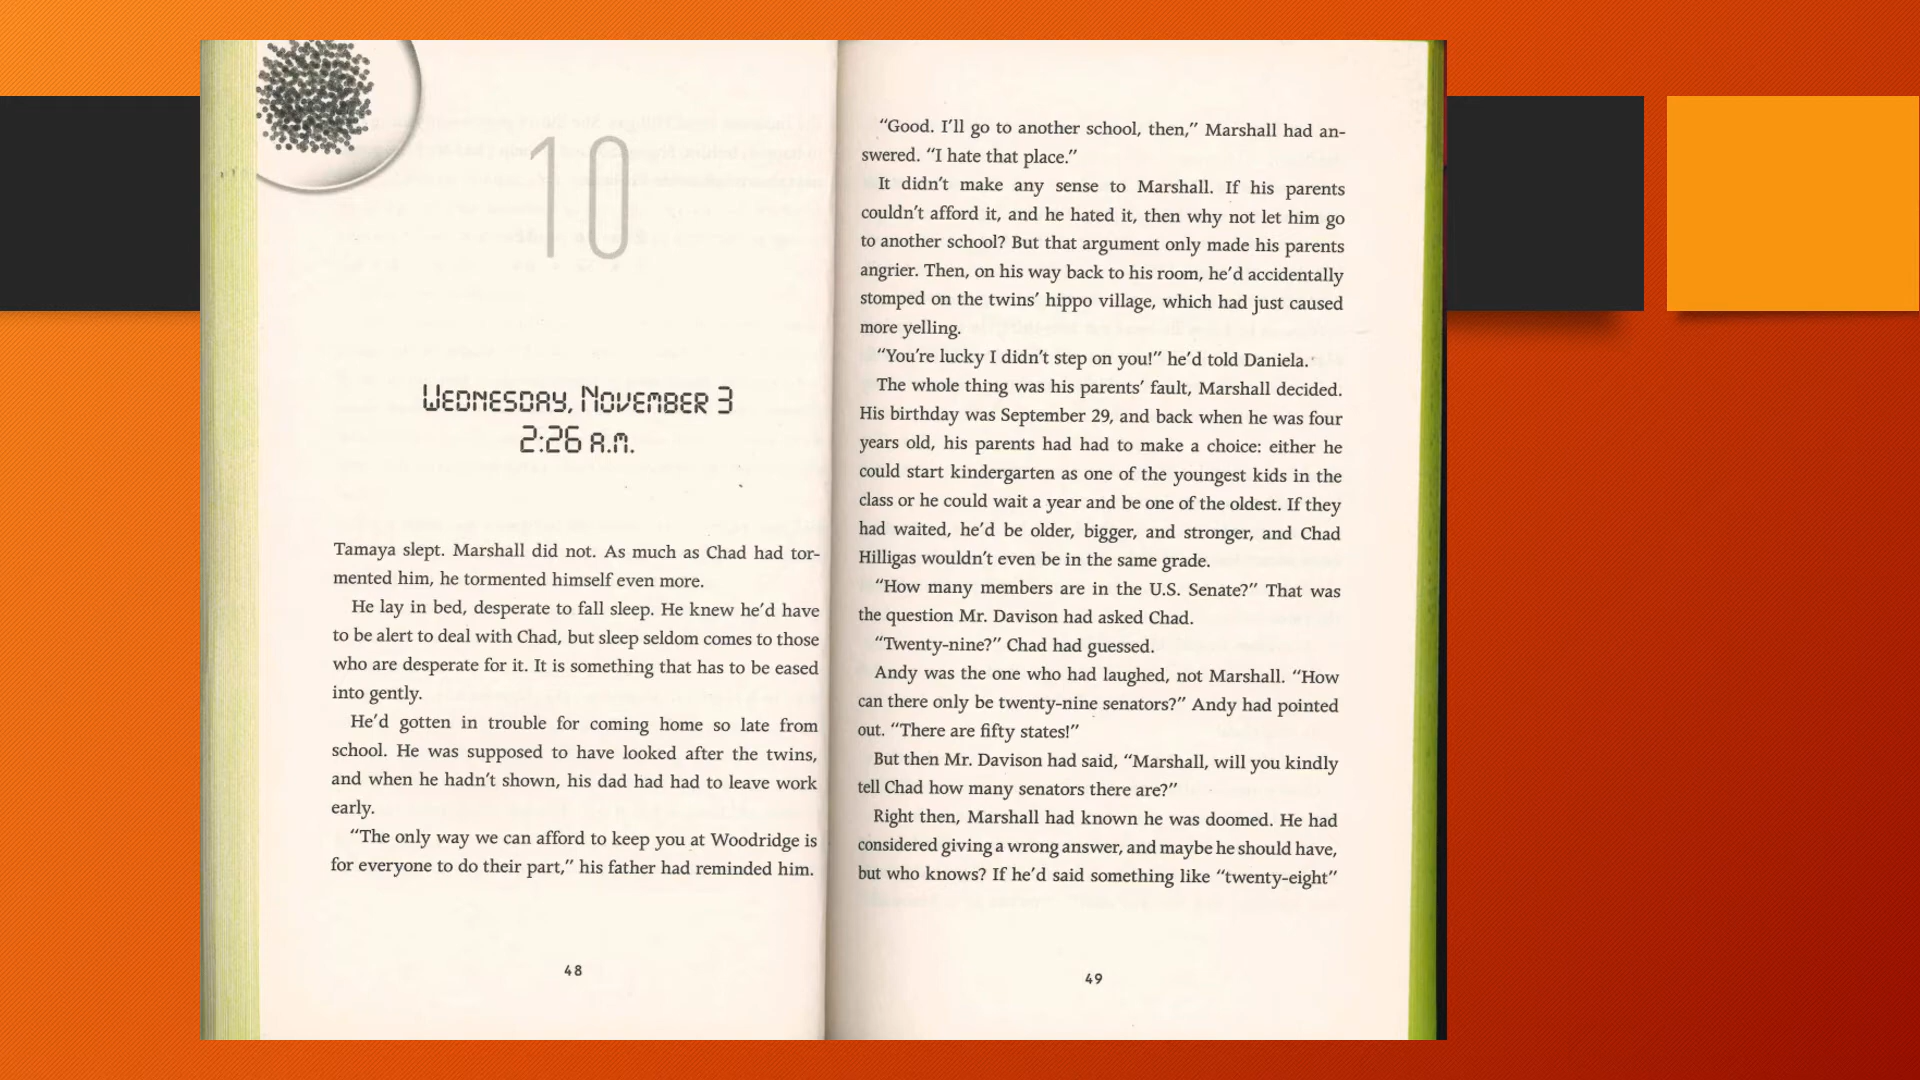 10
Wednesday, November 3
2:26 a.m.
Tamaya slept. Marshall did not. As much as Chad had tor-
mented him, he tormented himself even more.
He lay in bed, desperate to fall sleep. He knew he’d have
to be alert to deal with Chad, but sleep seldom comes to those
who are desperate for it. It is something that has to be eased
into gently.
He’d gotten in trouble for coming home so late from
school. He was supposed to have looked after the twins,
and when he hadn’t shown, his dad had had to leave work
early.
“The only way we can afford to keep you at Woodridge is
for everyone to do their part,” his father had reminded him.
48
“Good. I’ll go to another school, then,” Marshall had an-
swered. “I hate that place.”
It didn’t make any sense to Marshall. If his parents
couldn’t afford it, and he hated it, then why not let him go
to another school? But that argument only made his parents
angrier. Then, on his way back to his room, he’d accidentally
stomped on the twins’ hippo village, which had just caused
more yelling.
“You’re lucky I didn’t step on you!” he’d told Daniela.
The whole thing was his parents’ fault, Marshall decided.
His birthday was September 29, and back when he was four
years old, his parents had had to make a choice: either he
could start kindergarten as one of the youngest kids in the
class or he could wait a year and be one of the oldest. If they
had waited, he’d be older, bigger, and stronger, and Chad
Hilligas wouldn’t even be in the same grade.
“How many members are in the U.S. Senate?” That was
the question Mr. Davison had asked Chad.
“Twenty-nine?” Chad had guessed.
Andy was the one who had laughed, not Marshall. “How
can there only be twenty-nine senators?” Andy had pointed
out. “There are fifty states!”
But then Mr. Davison had said, “Marshall, will you kindly
tell Chad how many senators there are?”
Right then, Marshall had known he was doomed. He had
considered giving a wrong answer, and maybe he should have,
but who knows? If he’d said something like “twenty-eight”
49